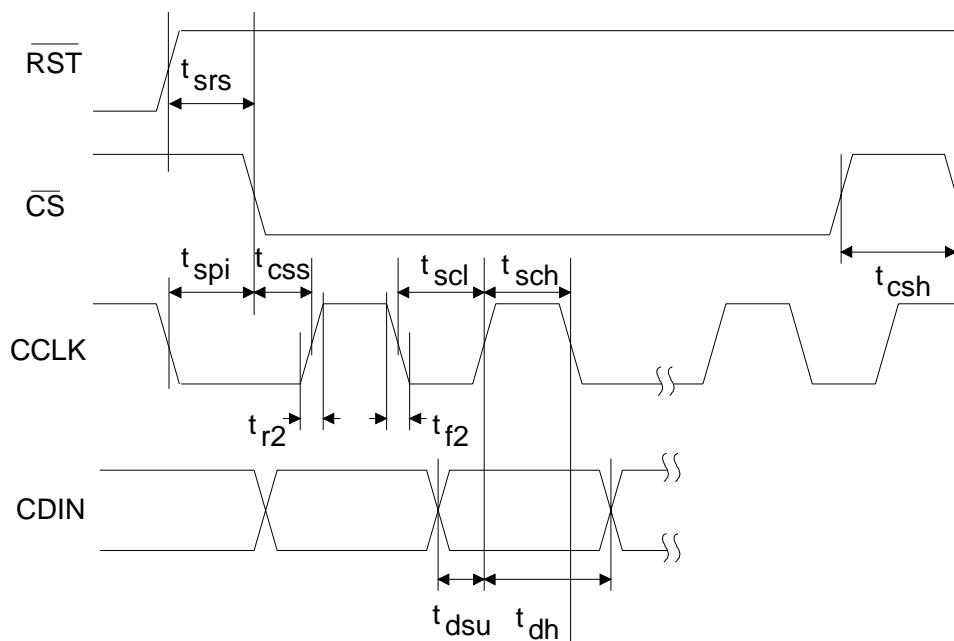 RST
t srs
CS
t spi
t css
t scl
t sch
t csh
CCLK
t r2
t f2
CDIN
t dsu
t dh